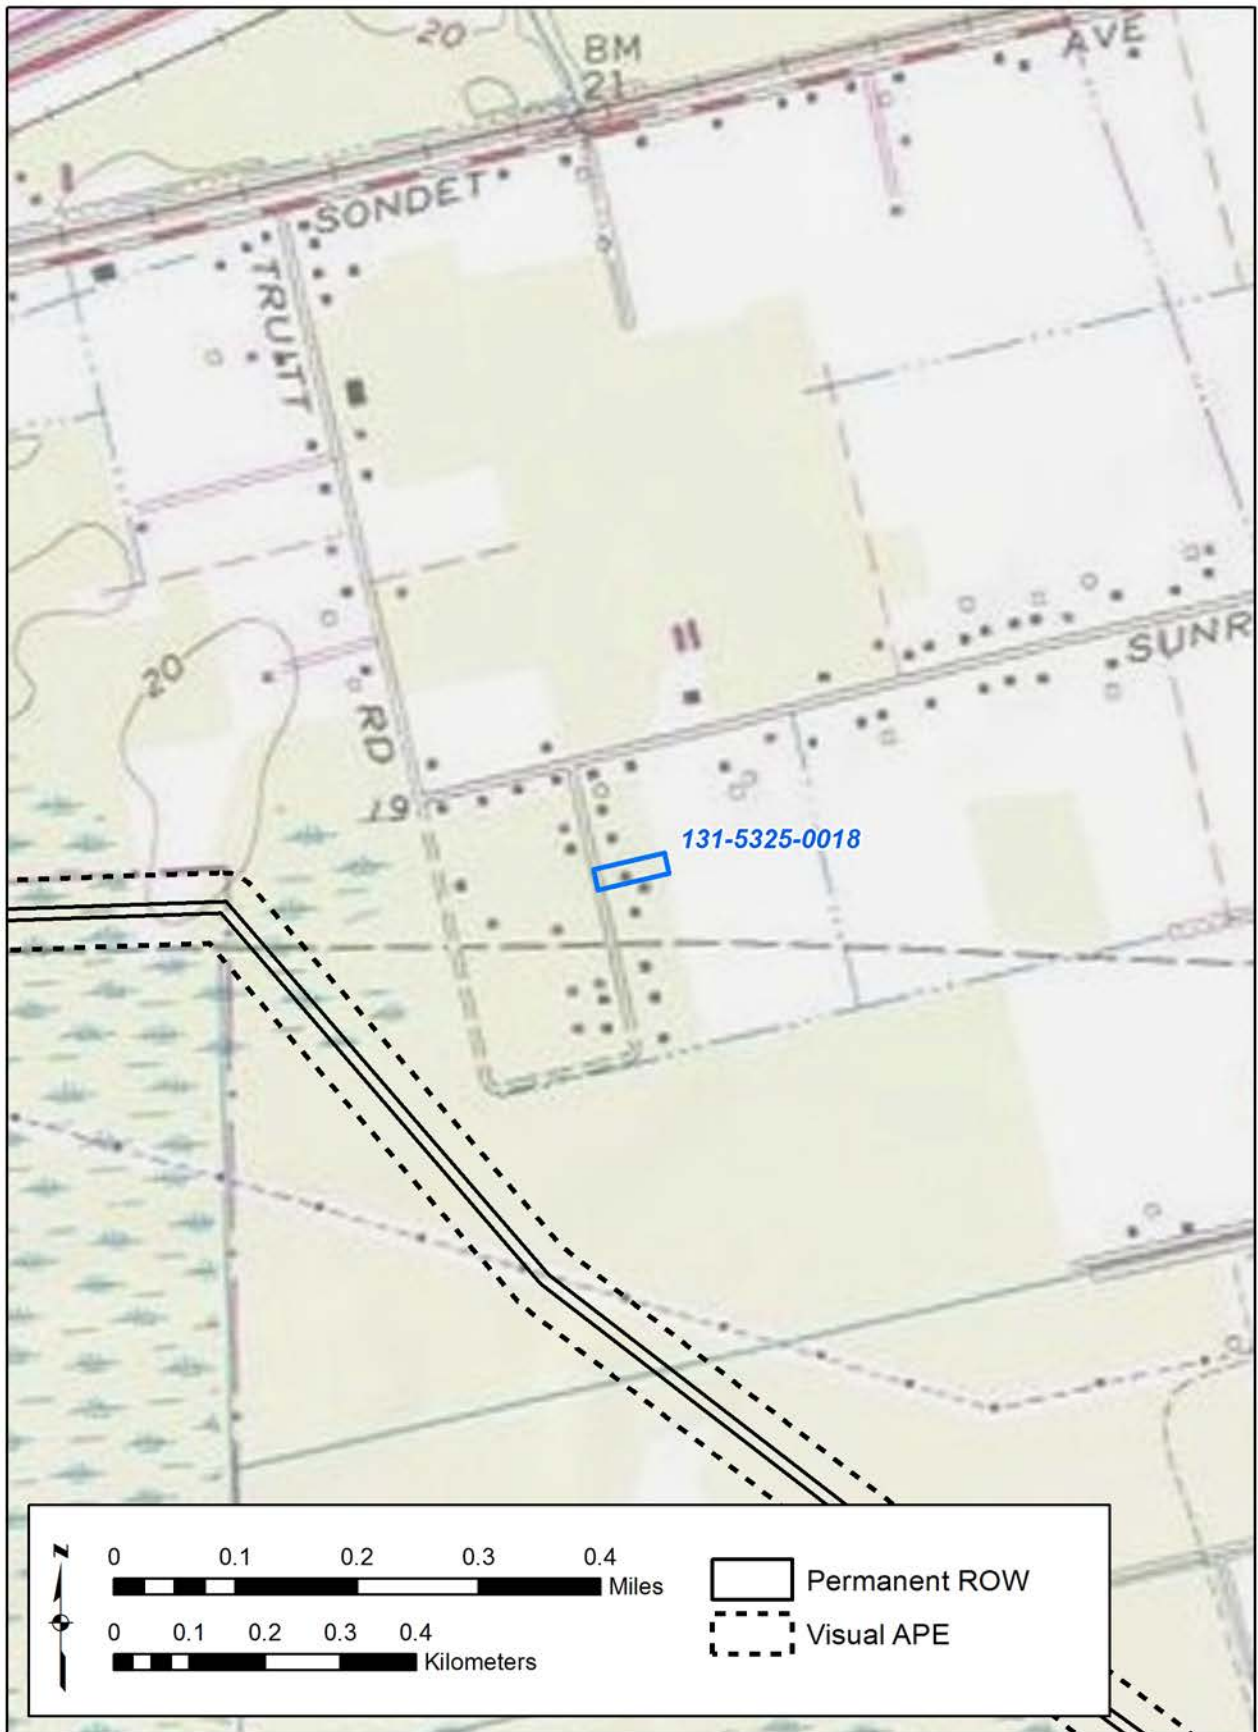 20
BM
21
AVE
SONDET
TRUITT
20
RD
19
SUNR
131-5325-0018
N
0 0.1 0.2 0.3 0.4
Miles
0 0.1 0.2 0.3 0.4
Kilometers
Permanent ROW
Visual APE